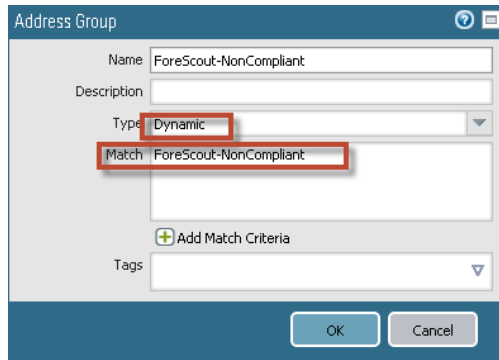 Address Group
Name ForeScout-NonCompliant
Description
Type Dynamic
Match ForeScout-NonCompliant
Add Match Criteria
Tags
OK Cancel